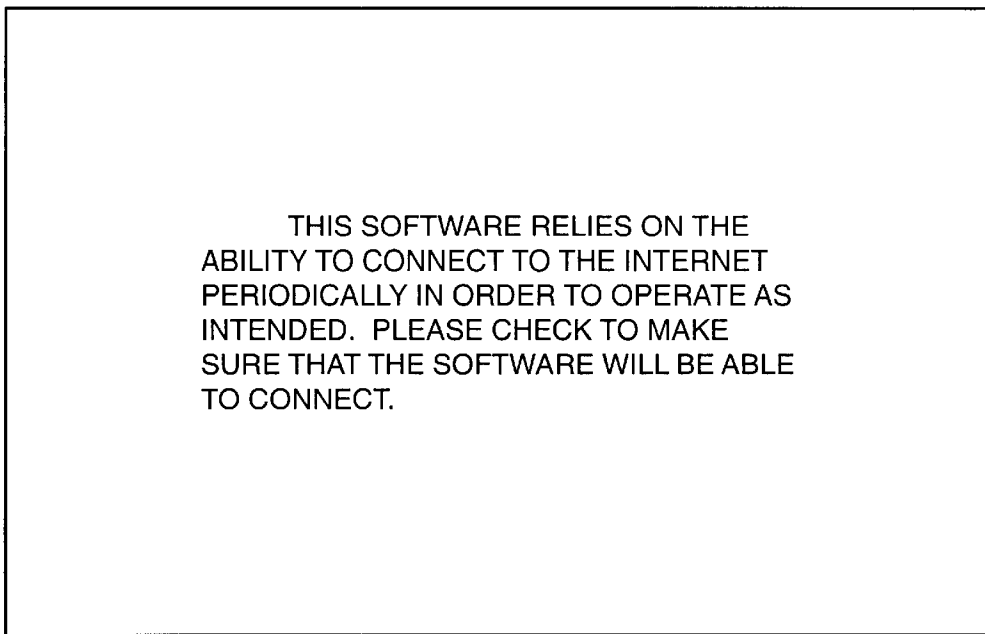 THIS SOFTWARE RELIES ON THE
ABILITY TO CONNECT TO THE INTERNET
PERIODICALLY IN ORDER TO OPERATE AS
INTENDED. PLEASE CHECK TO MAKE
SURE THAT THE SOFTWARE WILL BE ABLE
TO CONNECT.